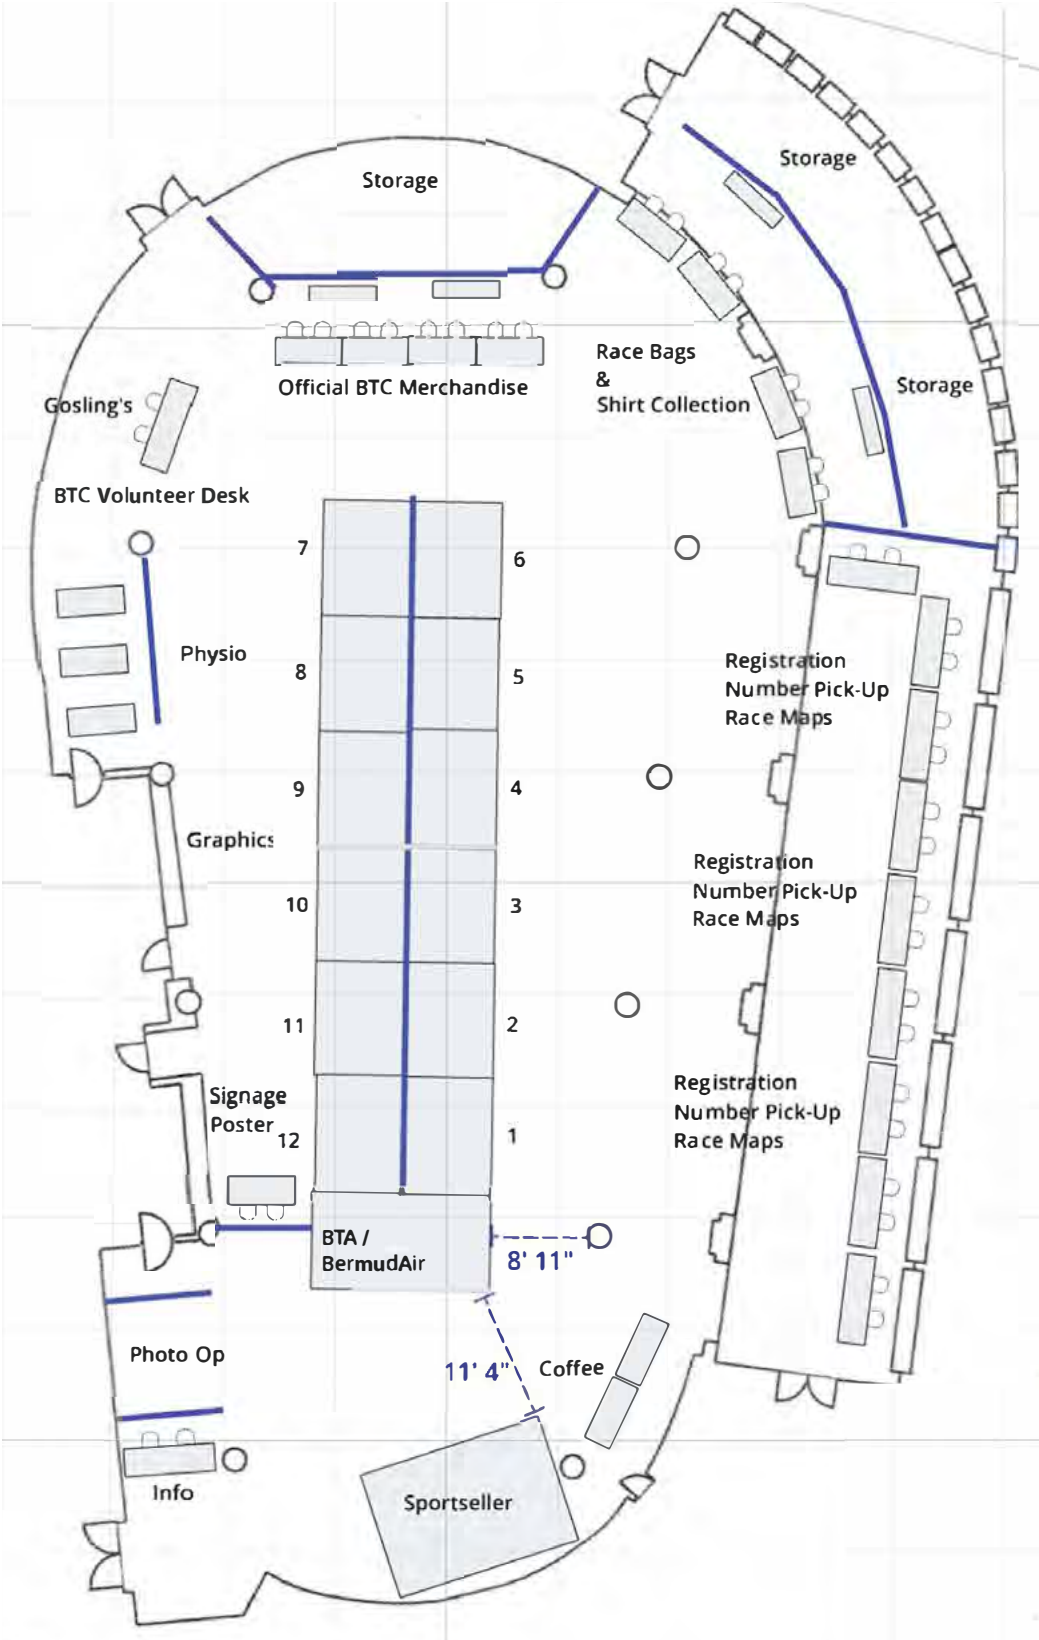 Storage
Storage
Storage
Race Bags
&
Shirt Collection
Official BTC Merchandise
Gosling's
BTC Volunteer Desk
7
6
Physio
8
5
Registration
Number Pick-Up
Race Maps
9
4
Graphics
10
3
Registration
Number Pick-Up
Race Maps
11
2
Signage
Poster
12
1
Registration
Number Pick-Up
Race Maps
BTA /
BermudAir
8' 11"
Photo Op
11' 4"
Coffee
Info
Sportseller